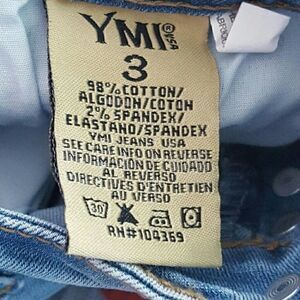 YMI® USA
3
98% COTTON/
ALGODON/COTON
2% SPANDEX/
ELASTANO/SPANDEX
YMI JEANS USA
SEE CARE INFO ON REVERSE
INFORMACIÓN DE CUIDADO
AL REVERSO
DIRECTIVES D'ENTRETIEN
AU VERSO
30
RN#104369